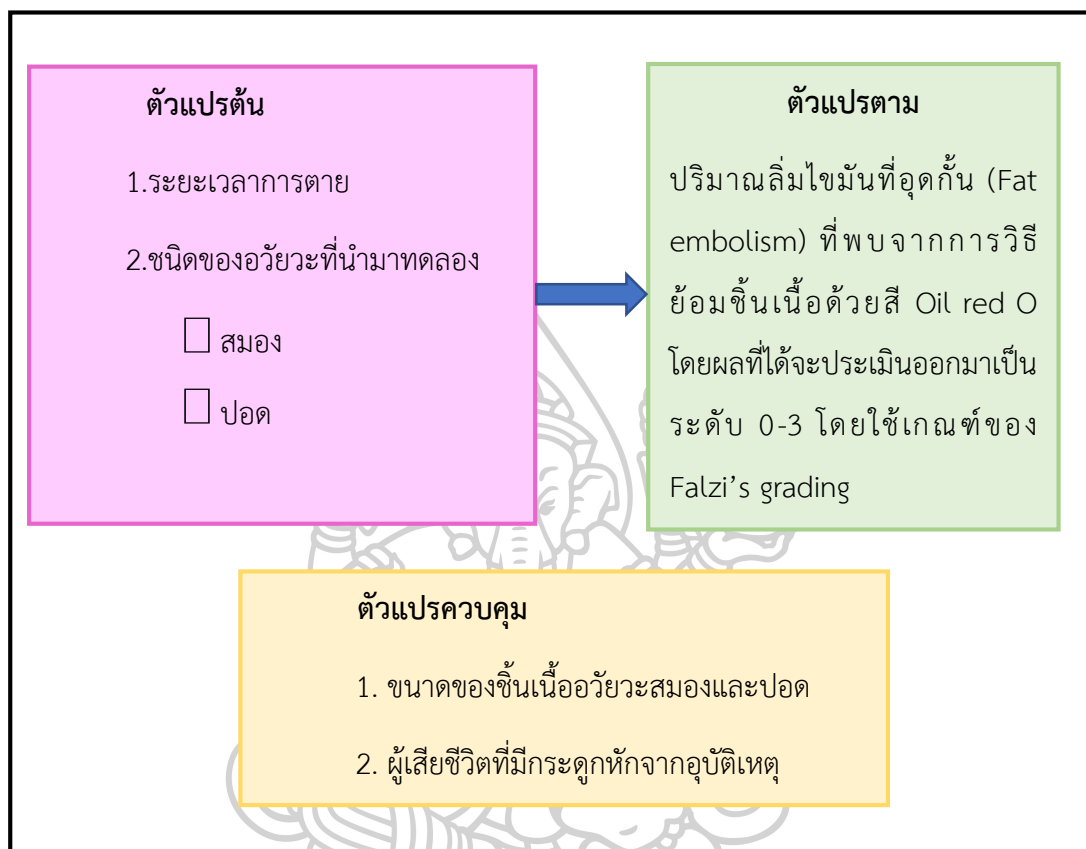 ตัวแปรต้น
1.ระยะเวลาการตาย
2.ชนิดของอวัยวะที่นำมาทดลอง
สมอง
ปอด
ตัวแปรตาม
ปริมาณลิ่มไขมันที่อุดกั้น (Fat
embolism) ที่พบจากการวิธี
ย้อมชิ้นเนื้อด้วยสี Oil red O
โดยผลที่ได้จะประเมินออกมาเป็น
ระดับ 0-3 โดยใช้เกณฑ์ของ
Falzi’s grading
ตัวแปรควบคุม
1. ขนาดของชิ้นเนื้ออวัยวะสมองและปอด
2. ผู้เสียชีวิตที่มีกระดูกหักจากอุบัติเหตุ